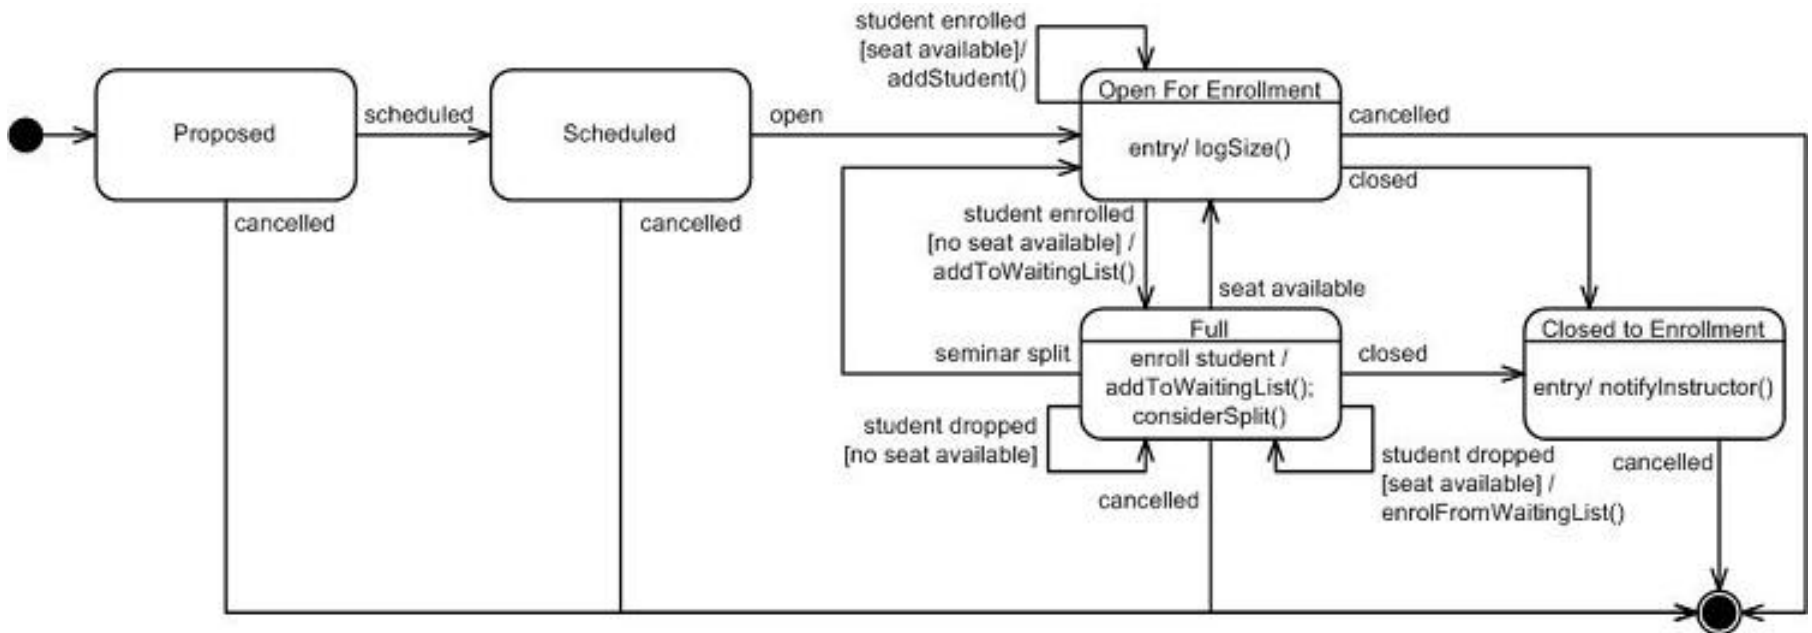 student enrolled
[seat available]/
addStudent()
Open For Enrollment
entry/ logSize()
Proposed
scheduled
Scheduled
open
cancelled
closed
cancelled
cancelled
student enrolled
[no seat available] /
addToWaitingList()
seat available
Full
enroll student /
addToWaitingList();
considerSplit()
seminar split
closed
Closed to Enrollment
entry/ notifyInstructor()
student dropped
[no seat available]
cancelled
student dropped
[seat available] /
enrolFromWaitingList()
cancelled